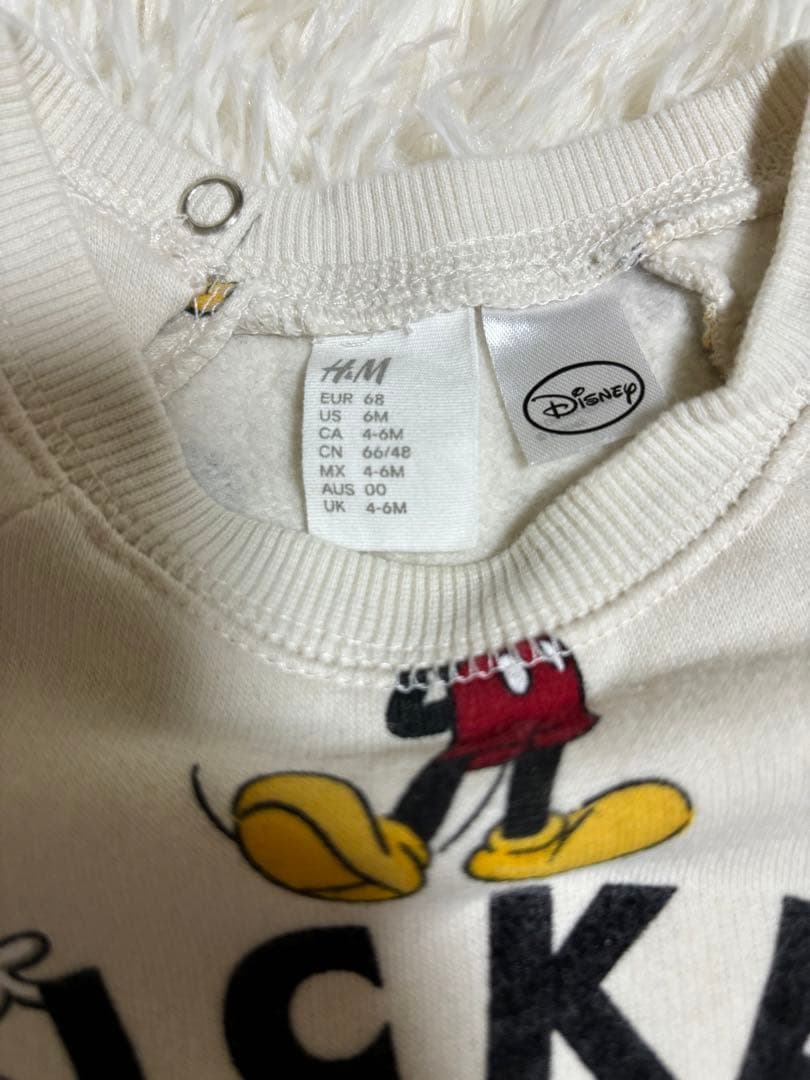 H&M
EUR 68
US 6M
CA 4-6M
CN 66/48
MX 4-6M
AUS 00
UK 4-6M
Disney
ICK